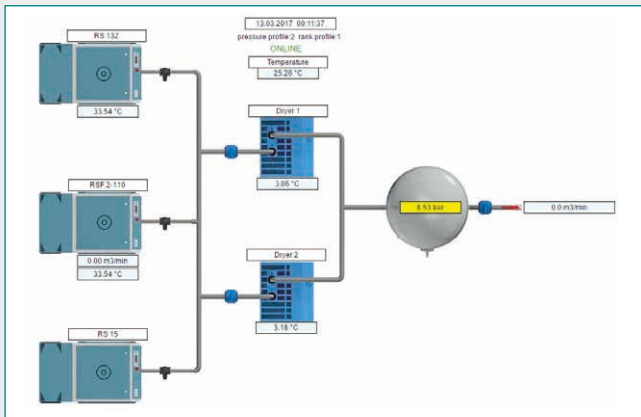 13.03.2017 09:11:37
pressure profile:2 rank profile:1
ONLINE
Temperature
25.26 °C
RS 132
33.54 °C
RSF 2-110
0.00 m3/min
33.54 °C
RS 15
Dryer 1
3.06 °C
Dryer 2
3.18 °C
6.53 bar
0.0 m3/min